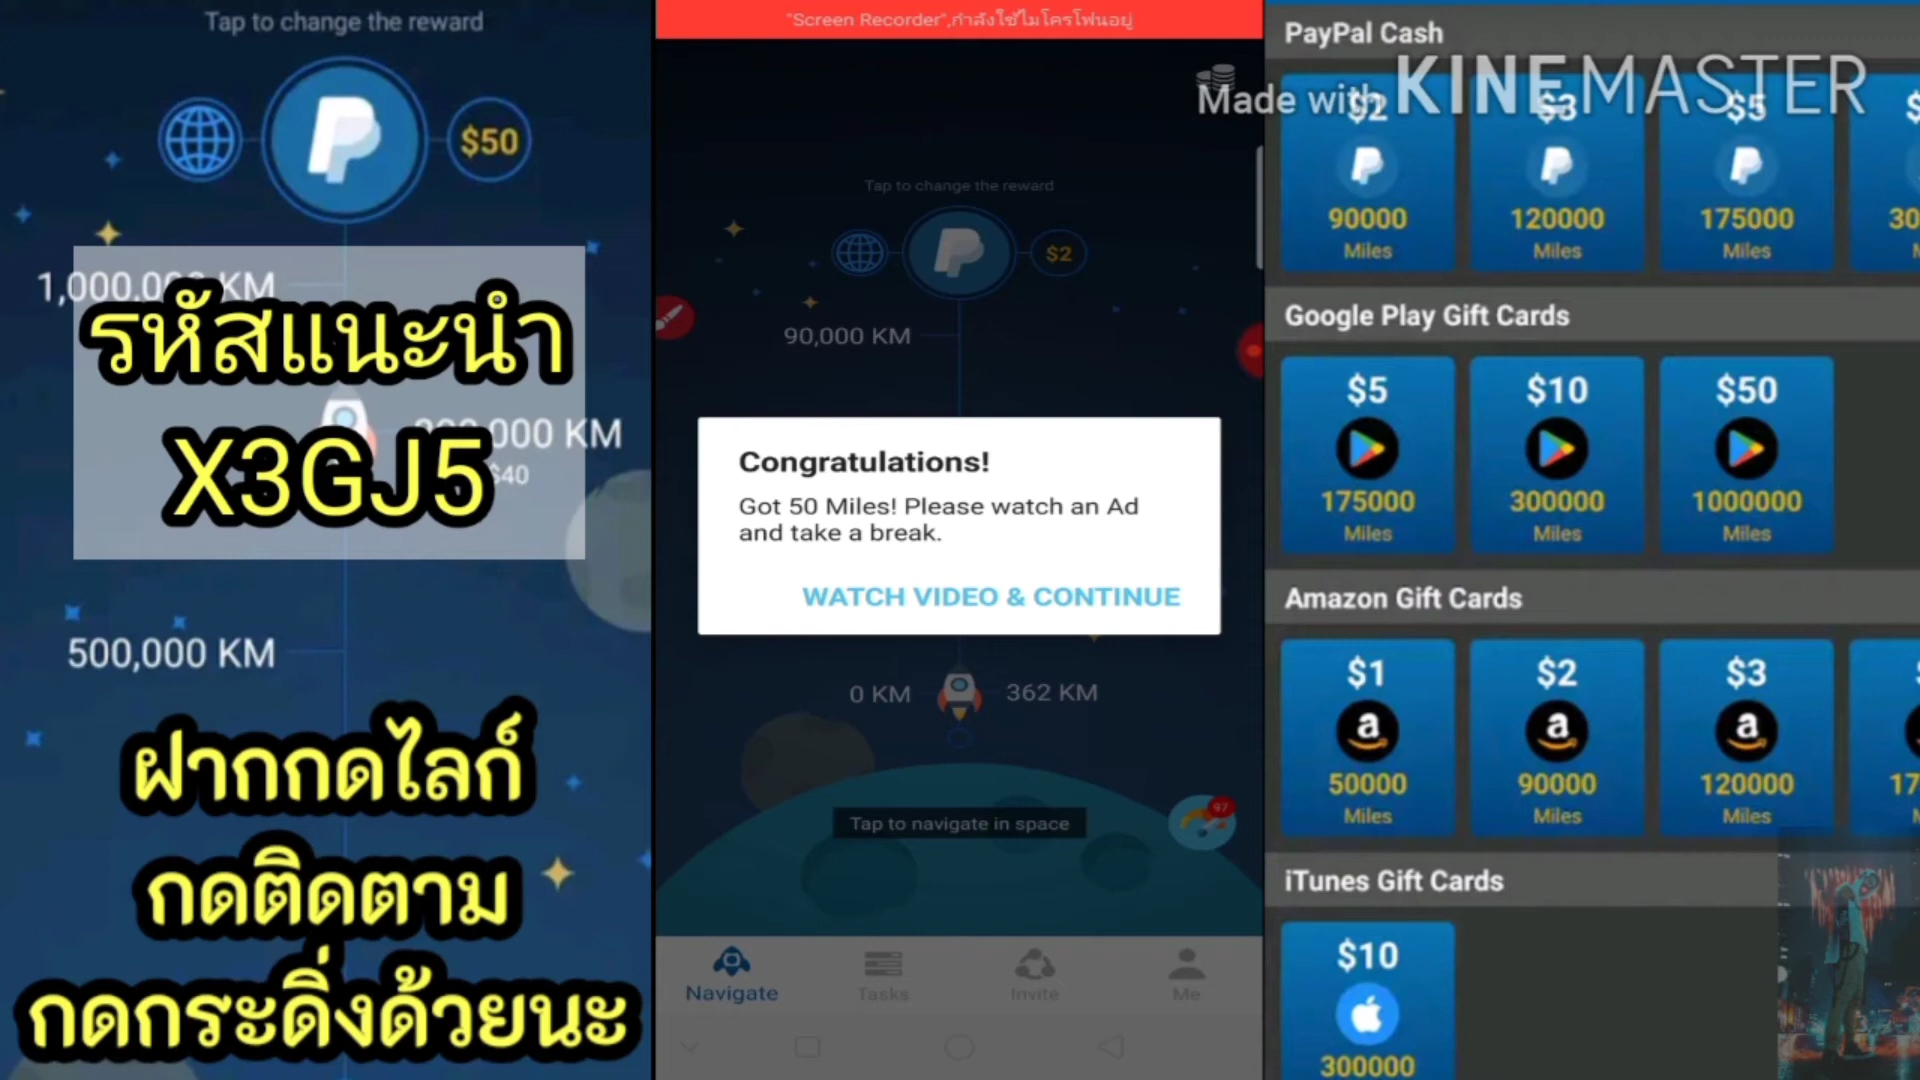 Tap to change the reward
$50
1,000,0 KM
รหัสแนะนำ
X3GJ5
000 KM
$40
500,000 KM
ฝากกดไลก์
กดติดตาม
กดกระดิ่งด้วยนะ
"Screen Recorder",กำลังใช้ไมโครโฟนอยู่
Tap to change the reward
$2
90,000 KM
Congratulations!
Got 50 Miles! Please watch an Ad
and take a break.
WATCH VIDEO & CONTINUE
0 KM
362 KM
97
Tap to navigate in space
Navigate
Tasks
Invite
Me
PayPal Cash
Made with KINEMASTER
$2
$3
$5
90000
120000
175000
Miles
Miles
Miles
Google Play Gift Cards
$5
$10
$50
175000
300000
1000000
Miles
Miles
Miles
Amazon Gift Cards
$1
$2
$3
50000
90000
120000
Miles
Miles
Miles
iTunes Gift Cards
$10
300000